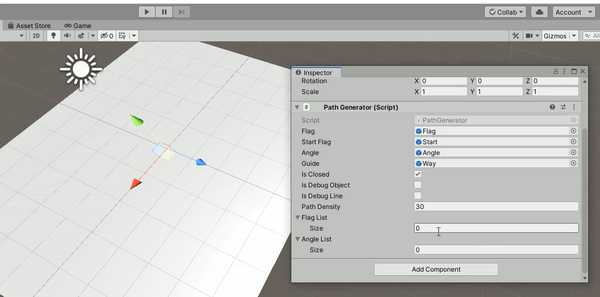 Collab
Account
Asset Store
Game
2D
0
Gizmos
All
Inspector
Rotation X 0 Y 0 Z 0
Scale X 1 Y 1 Z 1
# Path Generator (Script)
Script PathGenerator
Flag Flag
Start Flag Start
Angle Angle
Guide Way
Is Closed
Is Debug Object
Is Debug Line
Path Density 30
Flag List
Size 0
Angle List
Size 0
Add Component